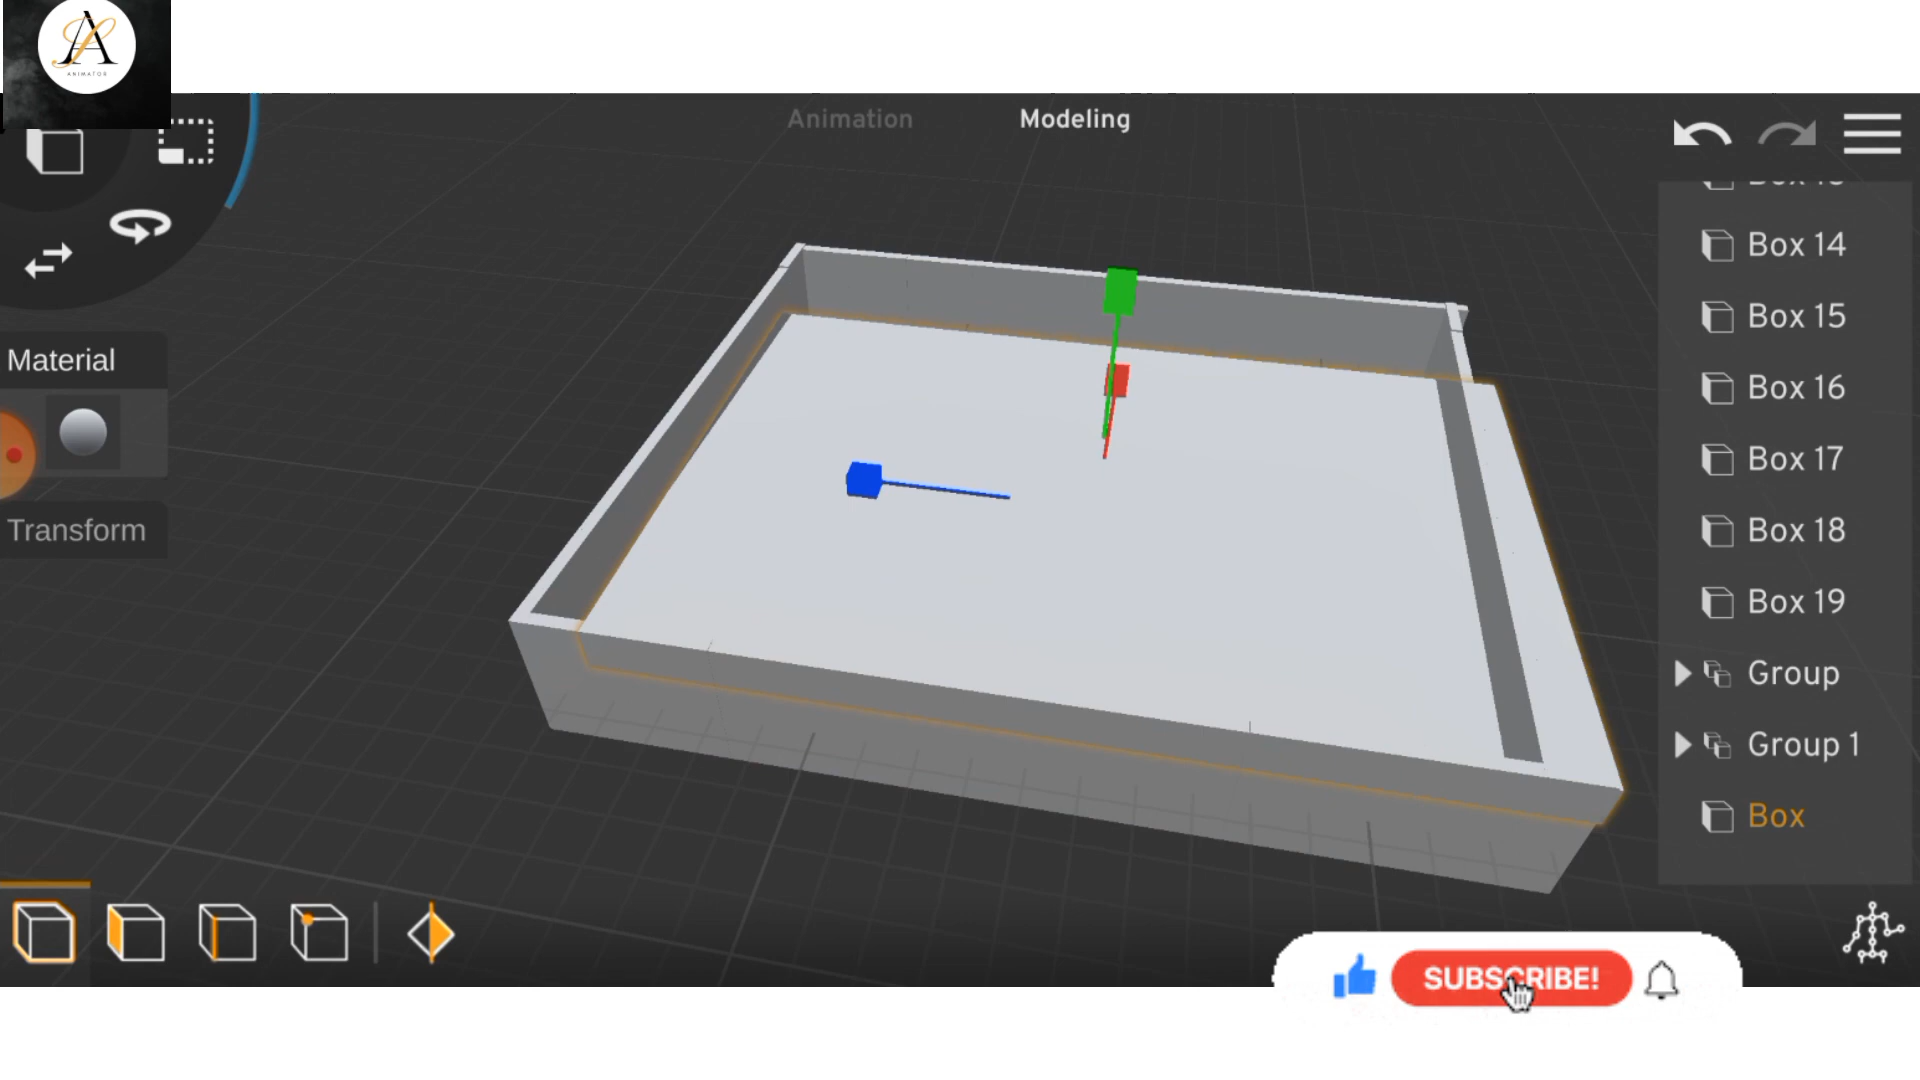 ANIMATOR
Animation
Modeling
Box 14
Material
Box 15
Box 16
Box 17
Transform
Box 18
Box 19
Group
Group 1
Box
SUBSCRIBE!